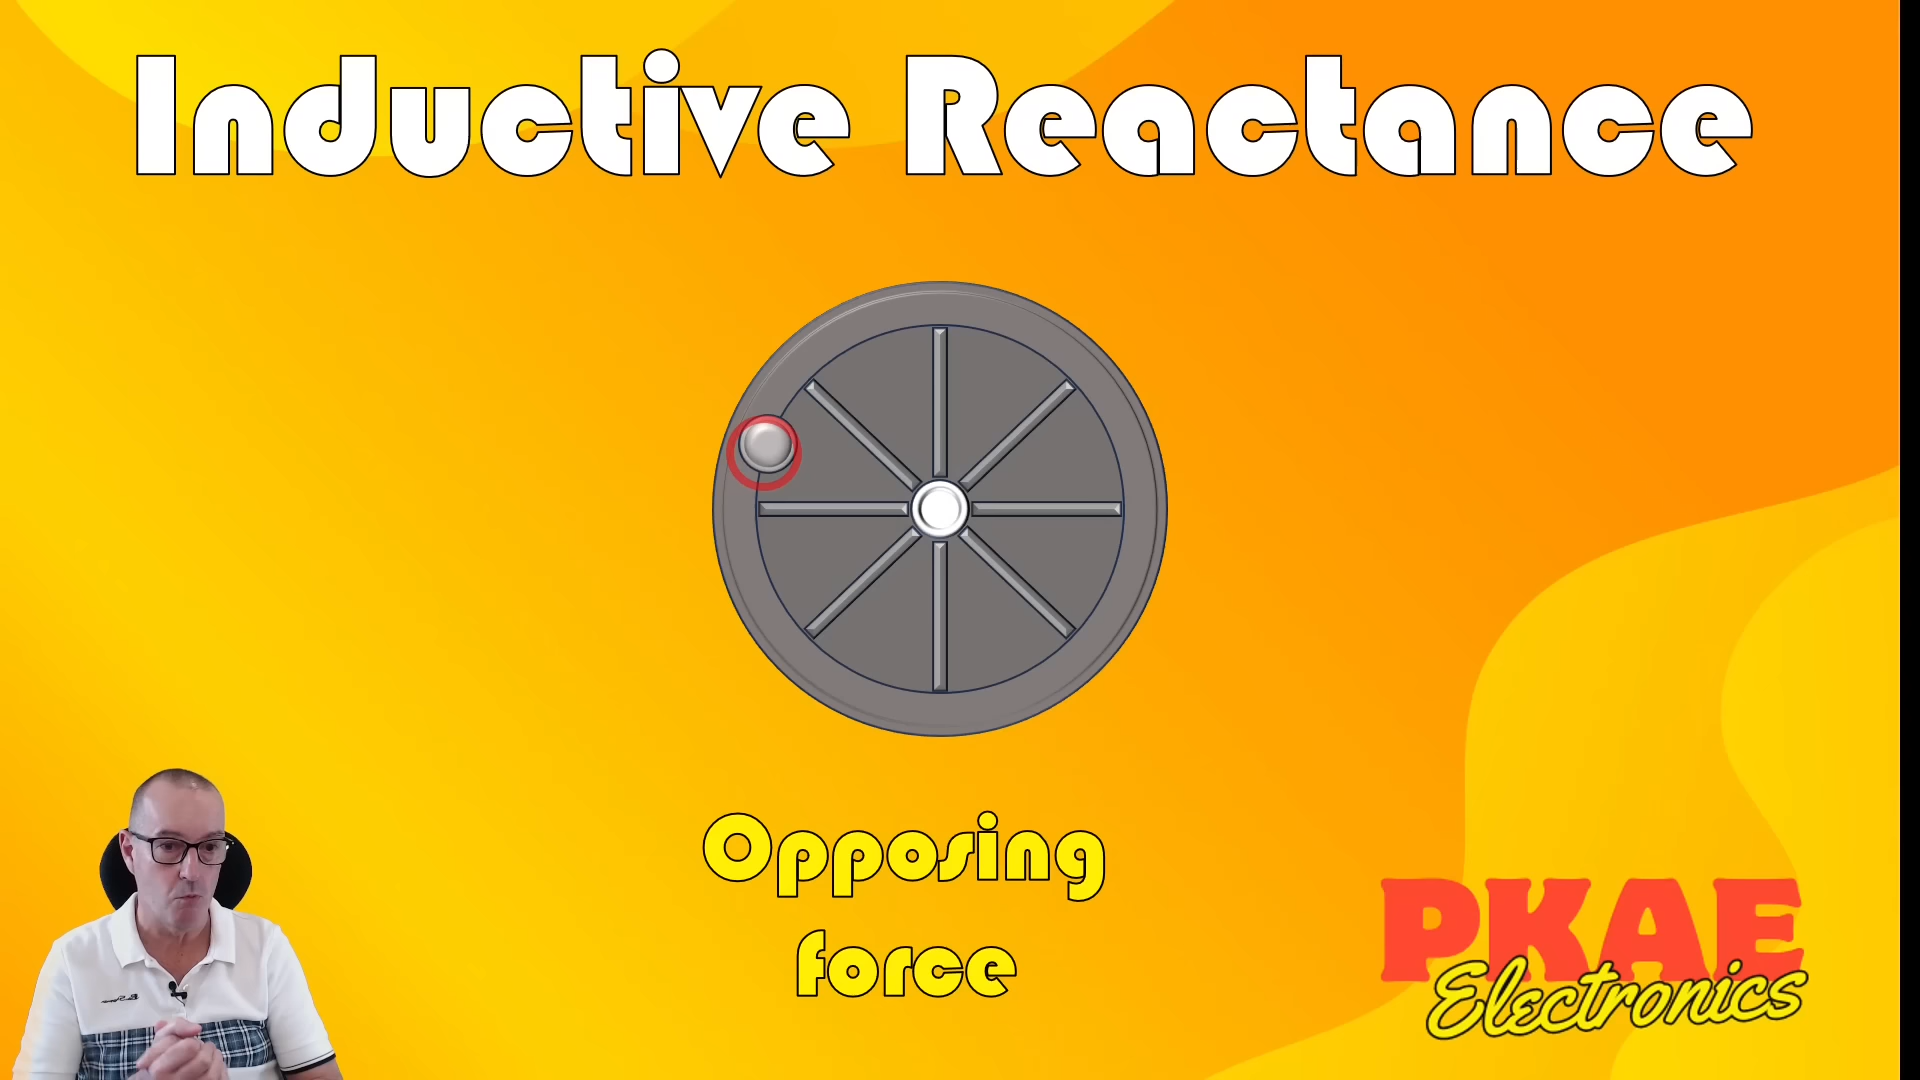 Inductive Reactance
Opposing
force
PKAE
Electronics